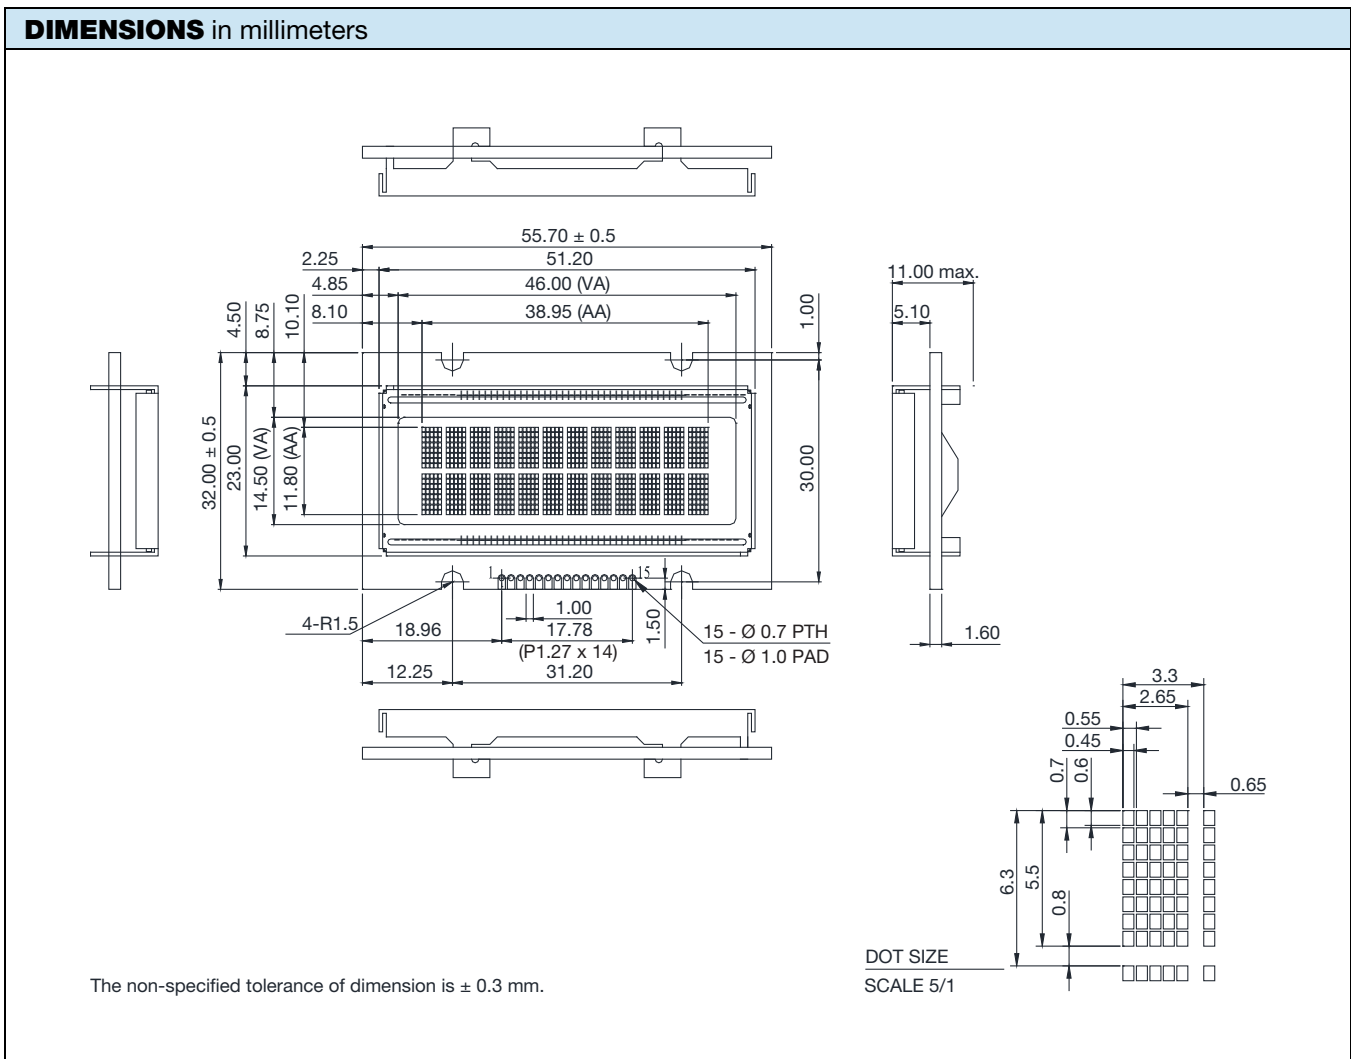 DIMENSIONS in millimeters
55.70 ± 0.5
2.25
51.20
4.85
46.00 (VA)
8.10
38.95 (AA)
4.50
8.75
10.10
1.00
11.00 max.
5.10
32.00 ± 0.5
23.00
14.50 (VA)
11.80 (AA)
30.00
1
15
4-R1.5
1.00
18.96
17.78
(P1.27 x 14)
1.50
15 - Ø 0.7 PTH
15 - Ø 1.0 PAD
12.25
31.20
1.60
3.3
2.65
0.55
0.45
0.7
0.6
0.65
6.3
5.5
0.8
DOT SIZE
SCALE 5/1
The non-specified tolerance of dimension is ± 0.3 mm.